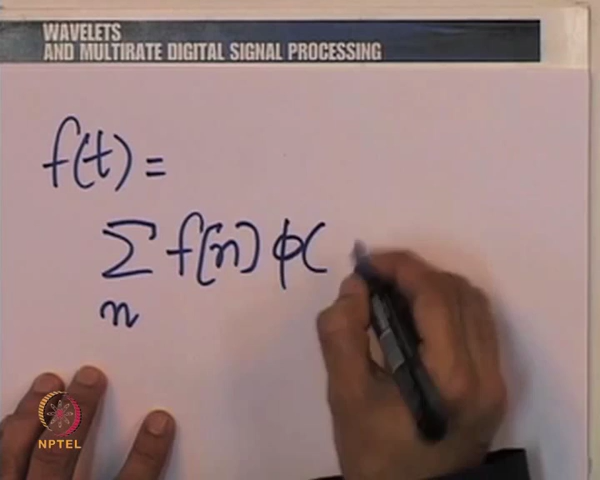 WAVELETS
AND MULTIRATE DIGITAL SIGNAL PROCESSING
f(t) =
Σ f[n] φ(
n
NPTEL